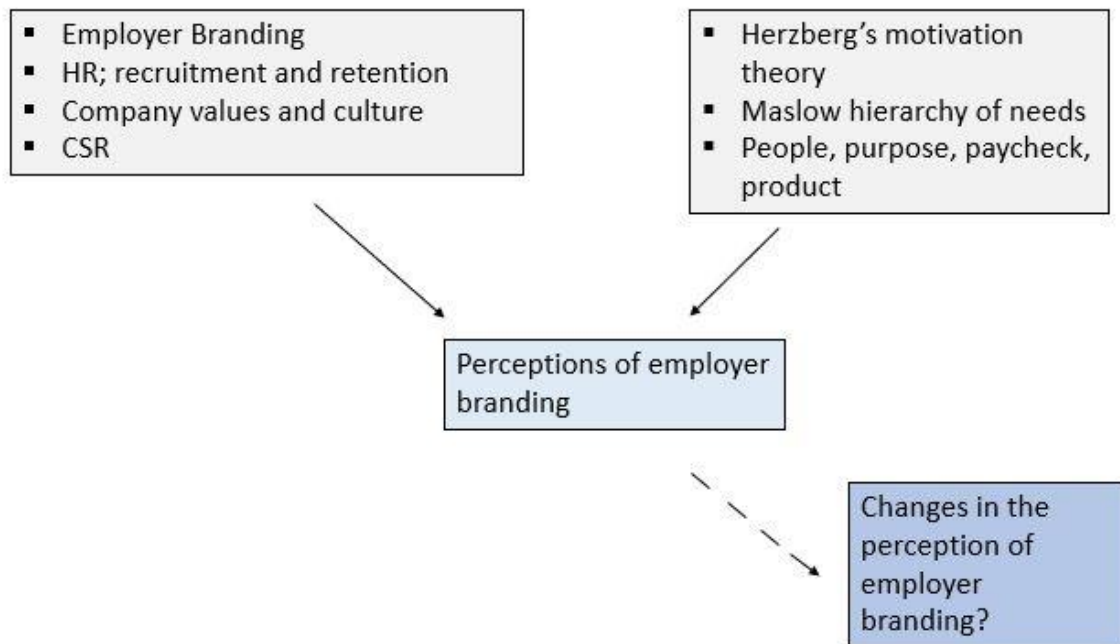 ▪ Employer Branding
▪ HR; recruitment and retention
▪ Company values and culture
▪ CSR
▪ Herzberg’s motivation
theory
▪ Maslow hierarchy of needs
▪ People, purpose, paycheck,
product
Perceptions of employer
branding
Changes in the
perception of
employer
branding?